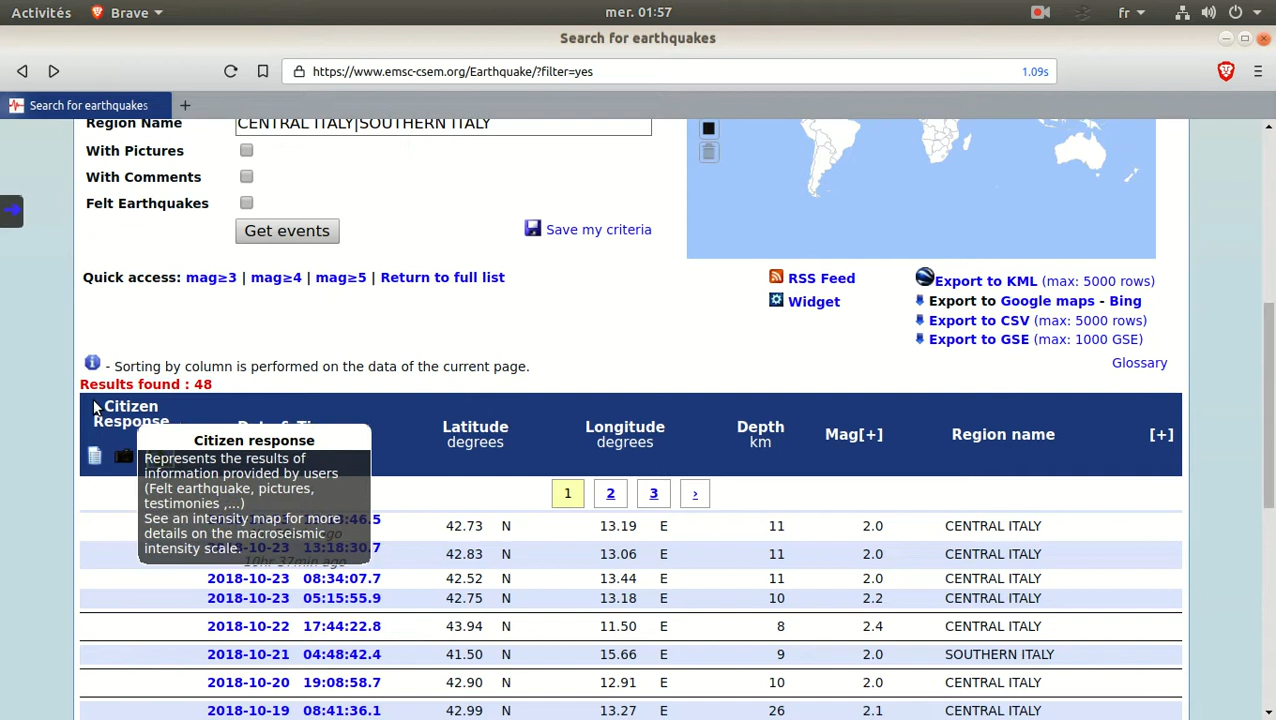 Activités Brave mer. 01:57 fr
Search for earthquakes
https://www.emsc-csem.org/Earthquake/?filter=yes 1.09s
Search for earthquakes +
Region Name CENTRAL ITALY|SOUTHERN ITALY
With Pictures
With Comments
Felt Earthquakes
Get events Save my criteria
Quick access: mag≥3 | mag≥4 | mag≥5 | Return to full list
RSS Feed
Widget
Export to KML (max: 5000 rows)
Export to Google maps - Bing
Export to CSV (max: 5000 rows)
Export to GSE (max: 1000 GSE)
Glossary
- Sorting by column is performed on the data of the current page.
Results found : 48
Citizen
Response
Latitude
degrees
Longitude
degrees
Depth
km
Mag[+]
Region name
[+]
Citizen response
Represents the results of
information provided by users
(Felt earthquake, pictures,
testimonies ,...)
See an intensity map for more
details on the macroseismic
intensity scale.
1 2 3 ›
46.5 42.73 N 13.19 E 11 2.0 CENTRAL ITALY
ago
13:18:30.7 42.83 N 13.06 E 11 2.0 CENTRAL ITALY
10hr 37min ago
2018-10-23 08:34:07.7 42.52 N 13.44 E 11 2.0 CENTRAL ITALY
2018-10-23 05:15:55.9 42.75 N 13.18 E 10 2.2 CENTRAL ITALY
2018-10-22 17:44:22.8 43.94 N 11.50 E 8 2.4 CENTRAL ITALY
2018-10-21 04:48:42.4 41.50 N 15.66 E 9 2.0 SOUTHERN ITALY
2018-10-20 19:08:58.7 42.90 N 12.91 E 10 2.0 CENTRAL ITALY
2018-10-19 08:41:36.1 42.99 N 13.27 E 26 2.1 CENTRAL ITALY